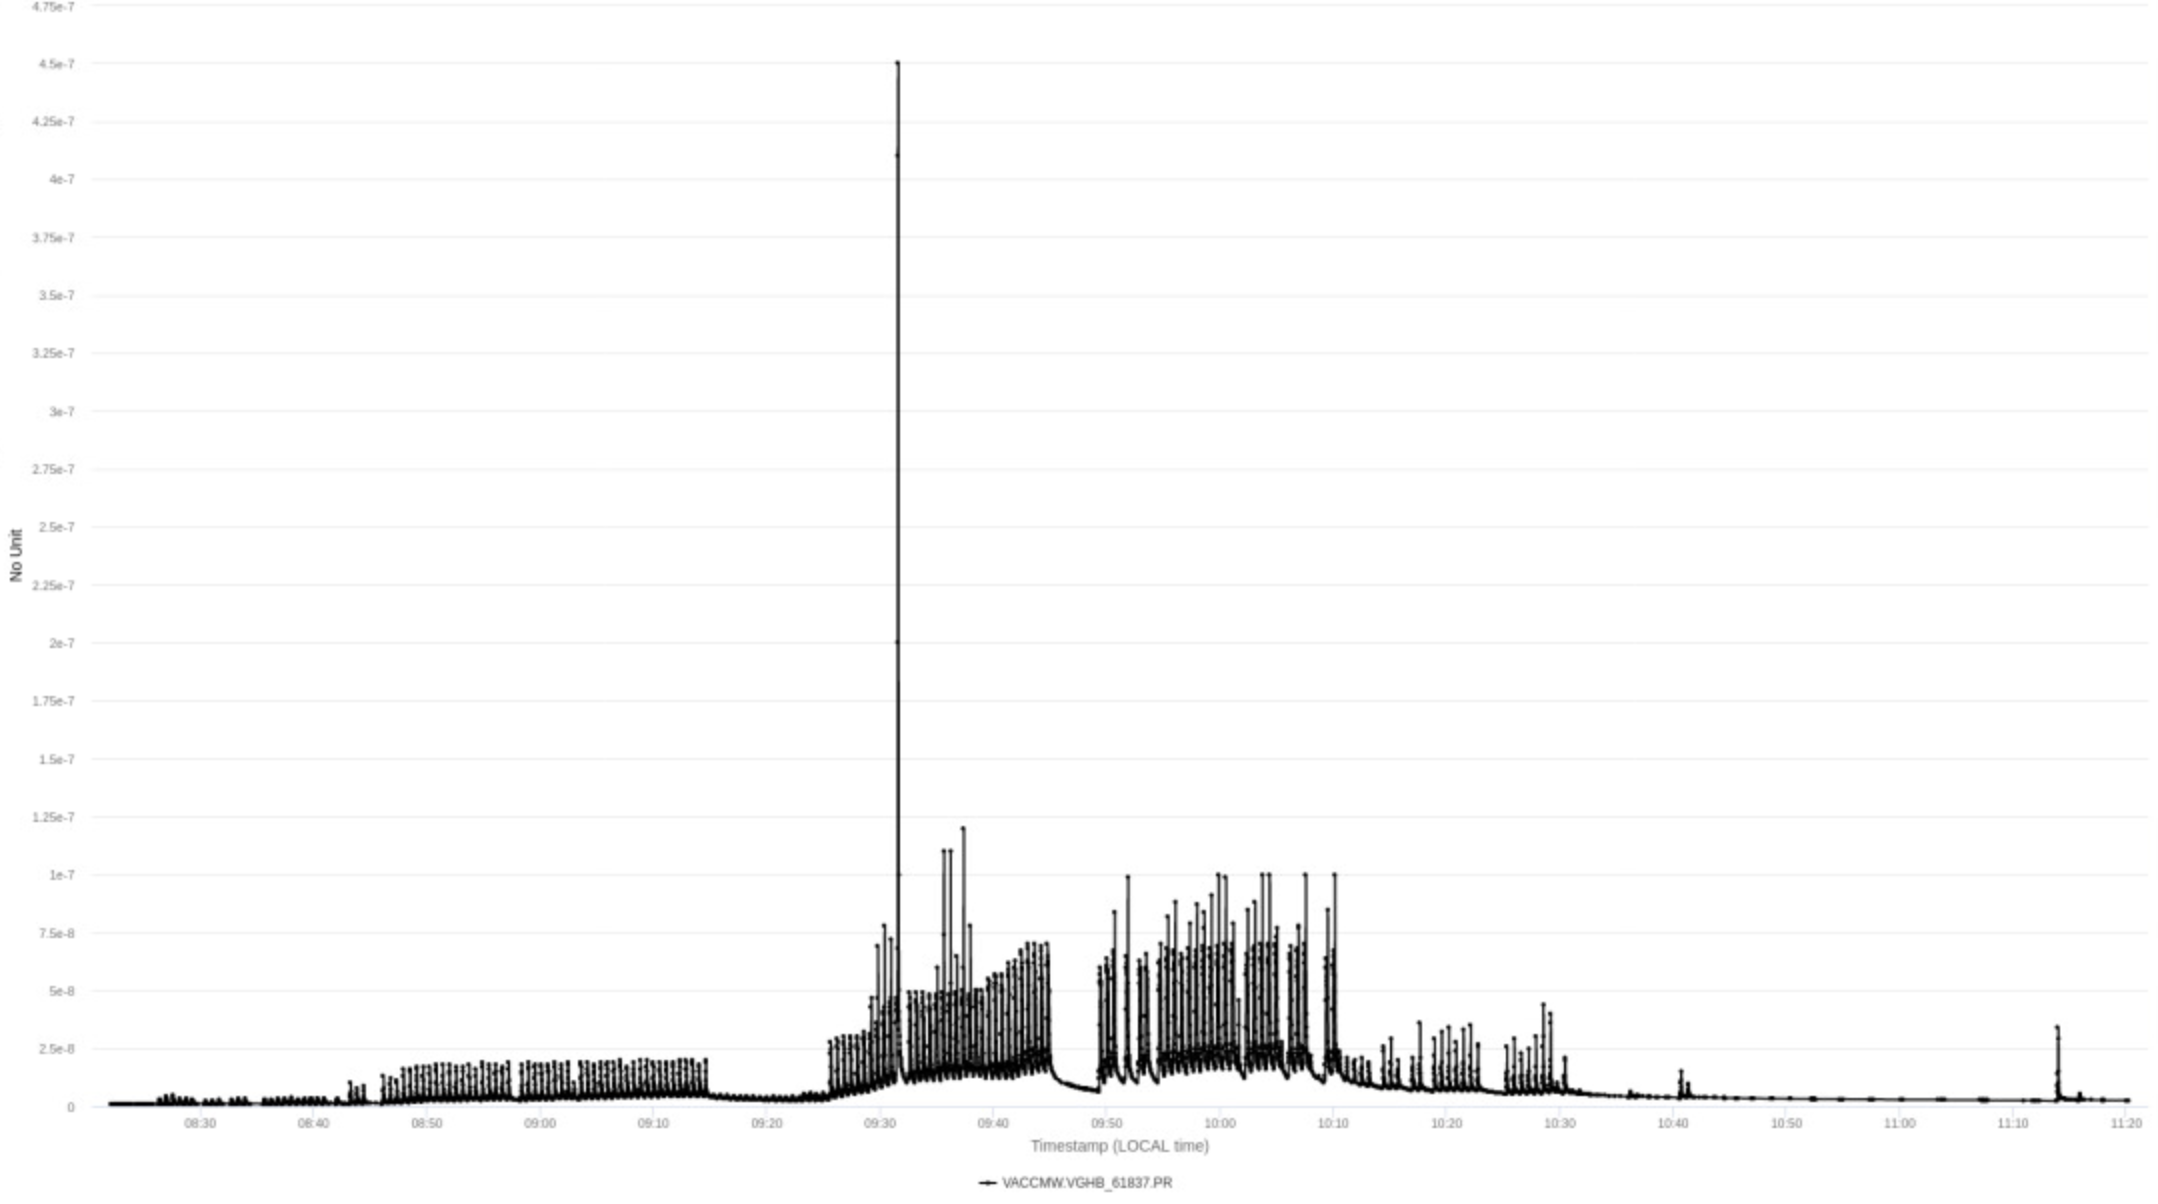 4.75e-7
4.5e-7
4.25e-7
4e-7
3.75e-7
3.5e-7
3.25e-7
3e-7
2.75e-7
2.5e-7
No Unit
2.25e-7
2e-7
1.75e-7
1.5e-7
1.25e-7
1e-7
7.5e-8
5e-8
2.5e-8
0
08:30 08:40 08:50 09:00 09:10 09:20 09:30 09:40 09:50 10:00 10:10 10:20 10:30 10:40 10:50 11:00 11:10 11:20
Timestamp (LOCAL time)
VACCMW.VGHB_61837.PR